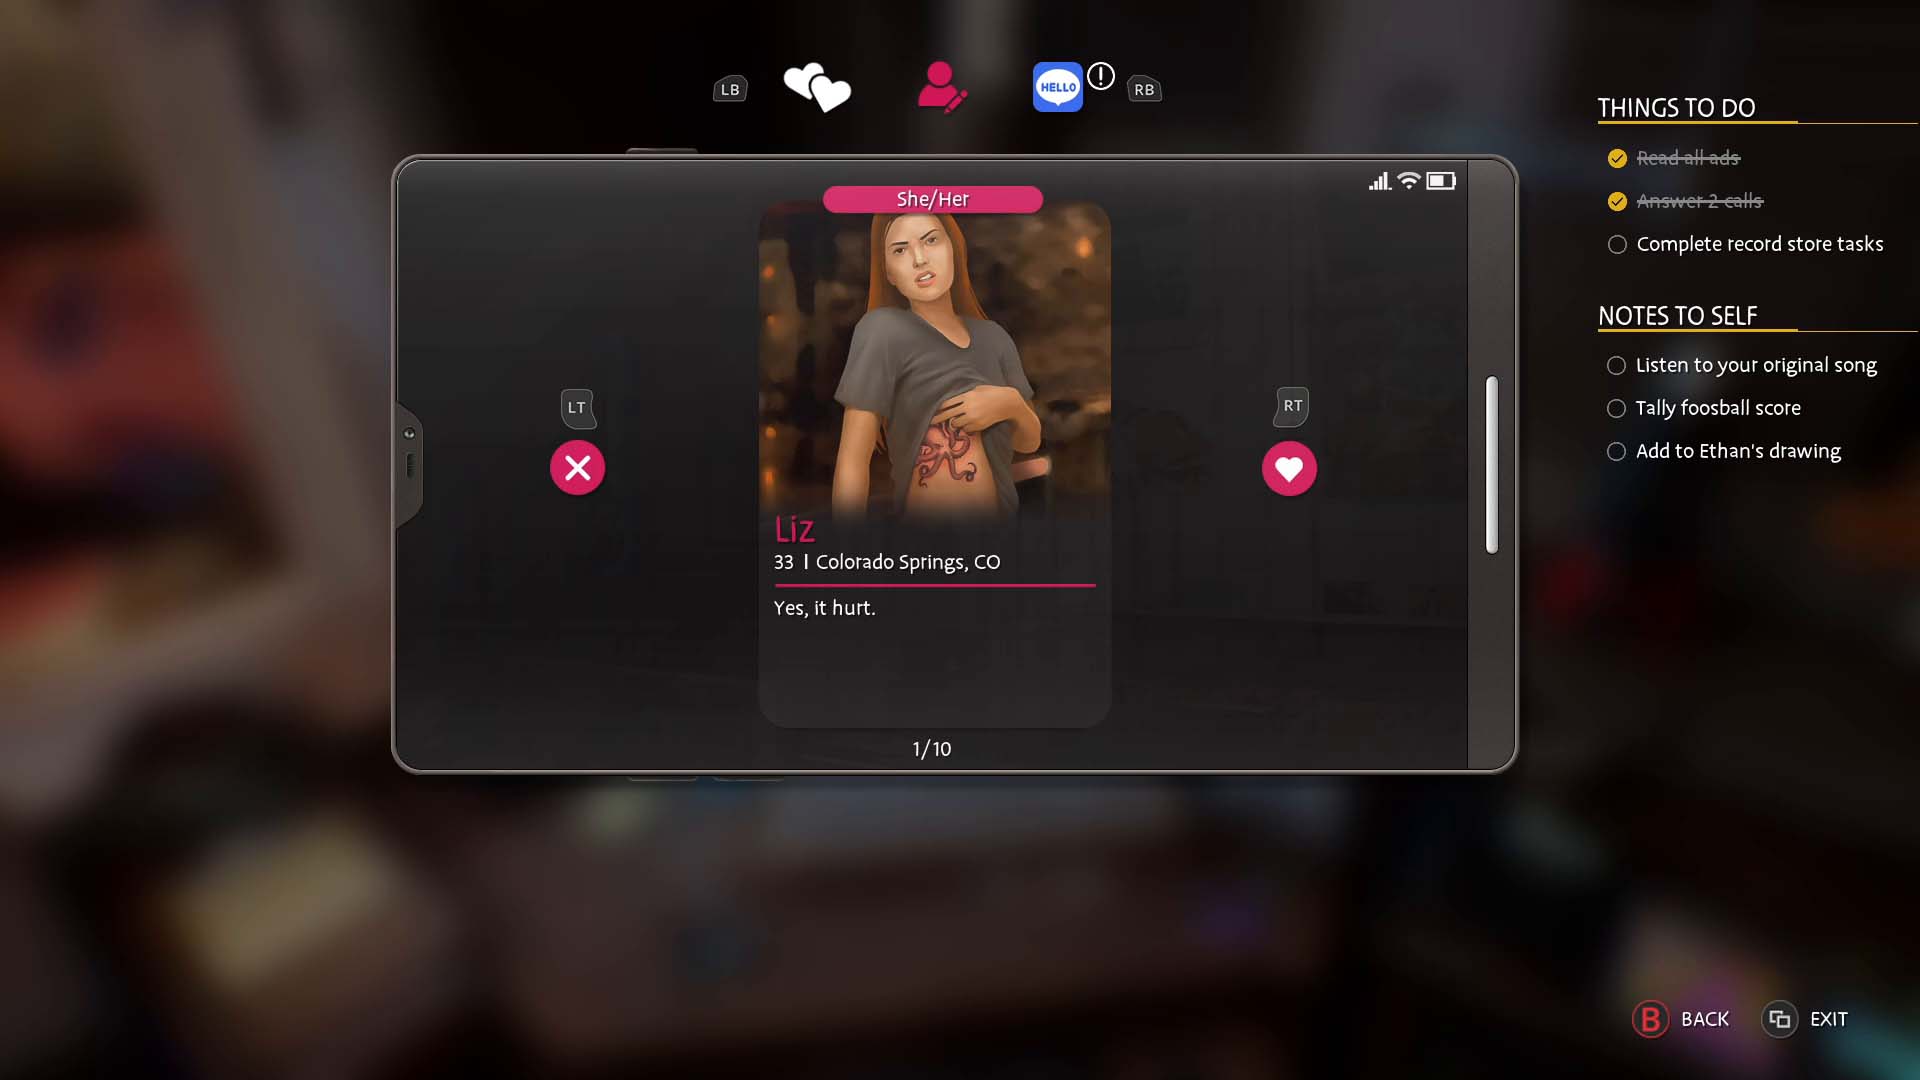 LB
HELLO
!
RB
She/Her
LT
RT
Liz
33 | Colorado Springs, CO
Yes, it hurt.
1/10
THINGS TO DO
Read all ads
Answer 2 calls
Complete record store tasks
NOTES TO SELF
Listen to your original song
Tally foosball score
Add to Ethan's drawing
B BACK
EXIT